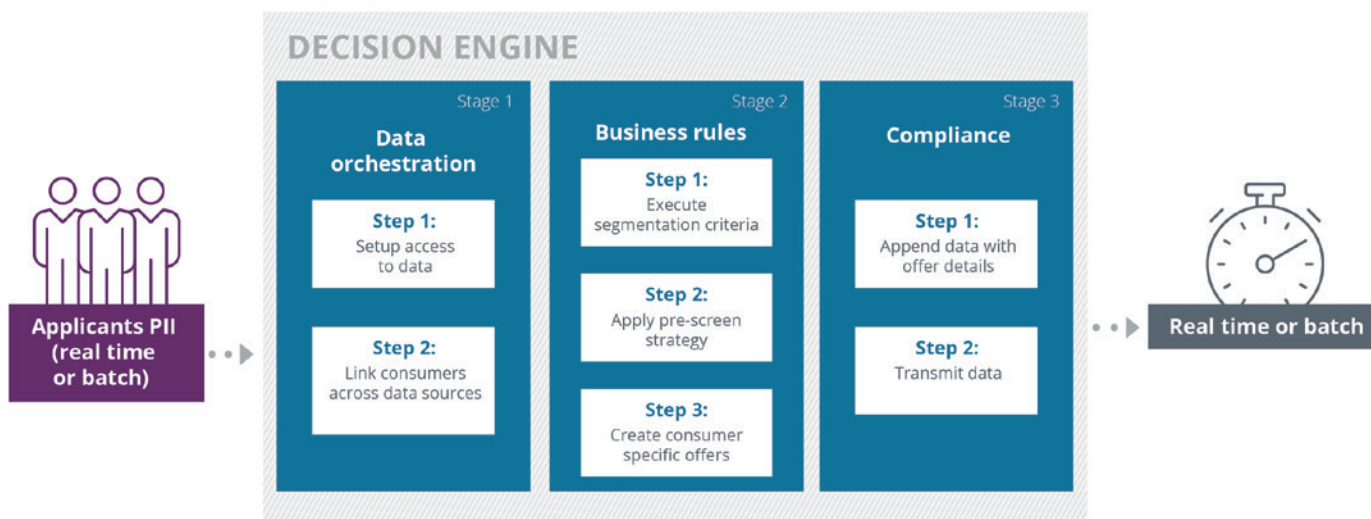 DECISION ENGINE
Applicants PII
(real time
or batch)
Stage 1
Data
orchestration
Step 1:
Setup access
to data
Step 2:
Link consumers
across data sources
Stage 2
Business rules
Step 1:
Execute
segmentation criteria
Step 2:
Apply pre-screen
strategy
Step 3:
Create consumer
specific offers
Stage 3
Compliance
Step 1:
Append data with
offer details
Step 2:
Transmit data
Real time or batch